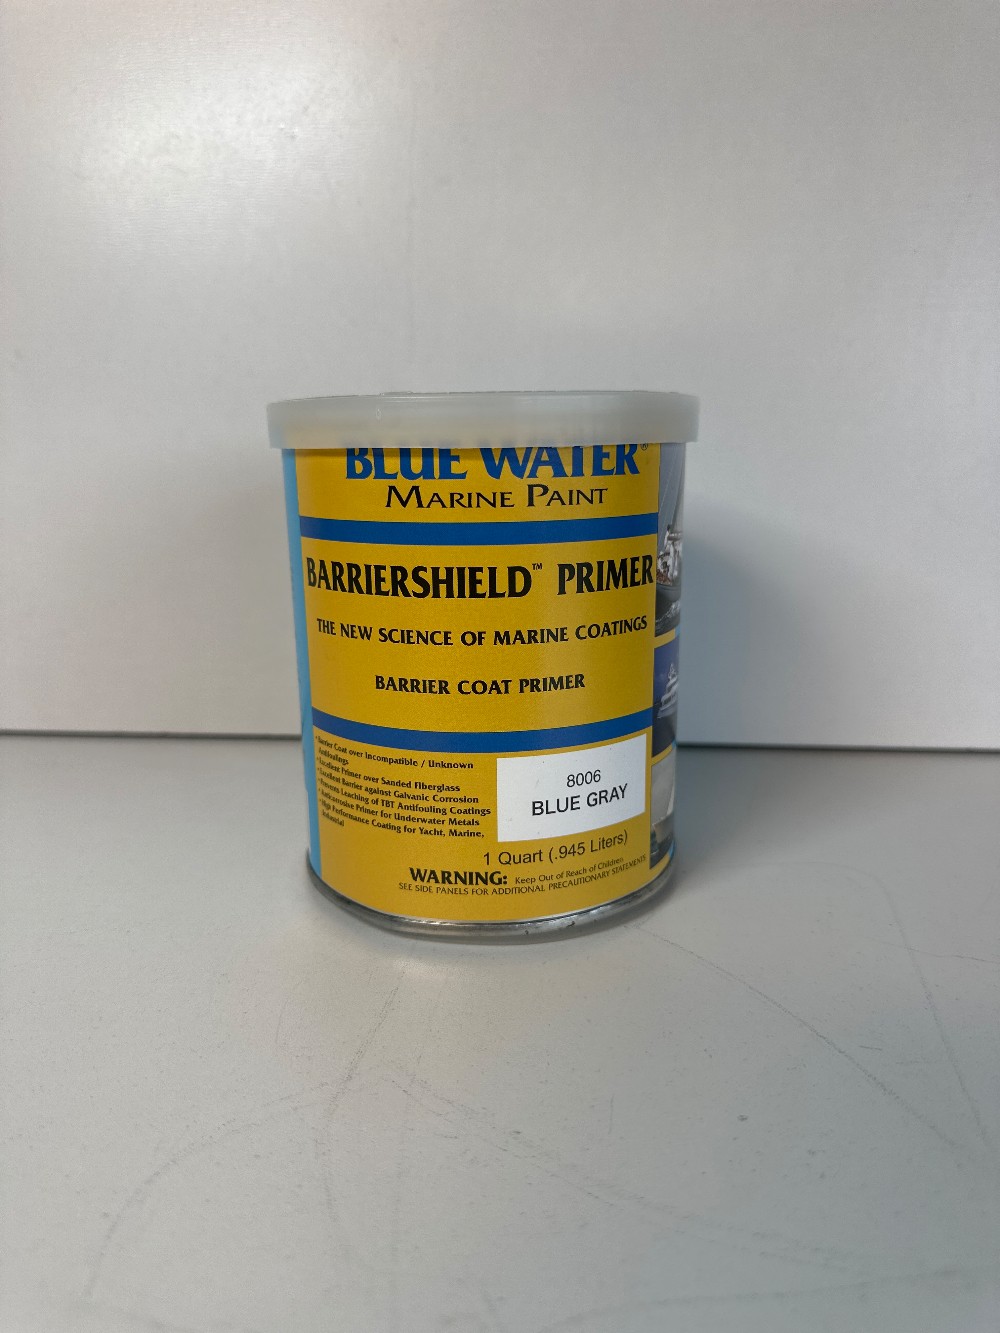 BLUE WATER®
MARINE PAINT
BARRIERSHIELD™ PRIMER
THE NEW SCIENCE OF MARINE COATINGS
BARRIER COAT PRIMER
• Barrier Coat over Incompatible / Unknown
Antifoulings
• Excellent Primer over Sanded Fiberglass
• Excellent Barrier against Galvanic Corrosion
• Prevents Leaching of TBT Antifouling Coatings
• Anticorrosive Primer for Underwater Metals
• High Performance Coating for Yacht, Marine,
Industrial
8006
BLUE GRAY
1 Quart (.945 Liters)
WARNING: Keep Out of Reach of Children
SEE SIDE PANELS FOR ADDITIONAL PRECAUTIONARY STATEMENTS